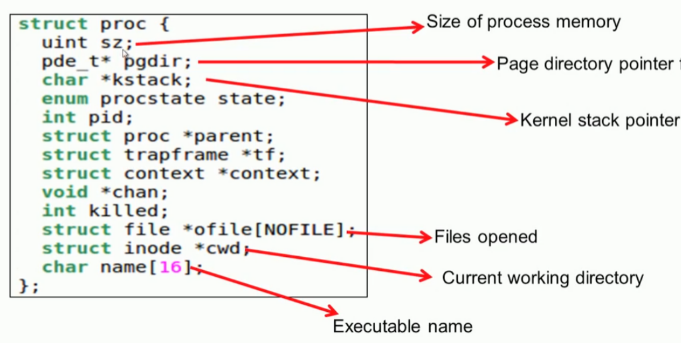 struct proc {
uint sz;
pde_t* pgdir;
char *kstack;
enum procstate state;
int pid;
struct proc *parent;
struct trapframe *tf;
struct context *context;
void *chan;
int killed;
struct file *ofile[NOFILE];
struct inode *cwd;
char name[16];
};
Size of process memory
Page directory pointer
Kernel stack pointer
Files opened
Current working directory
Executable name